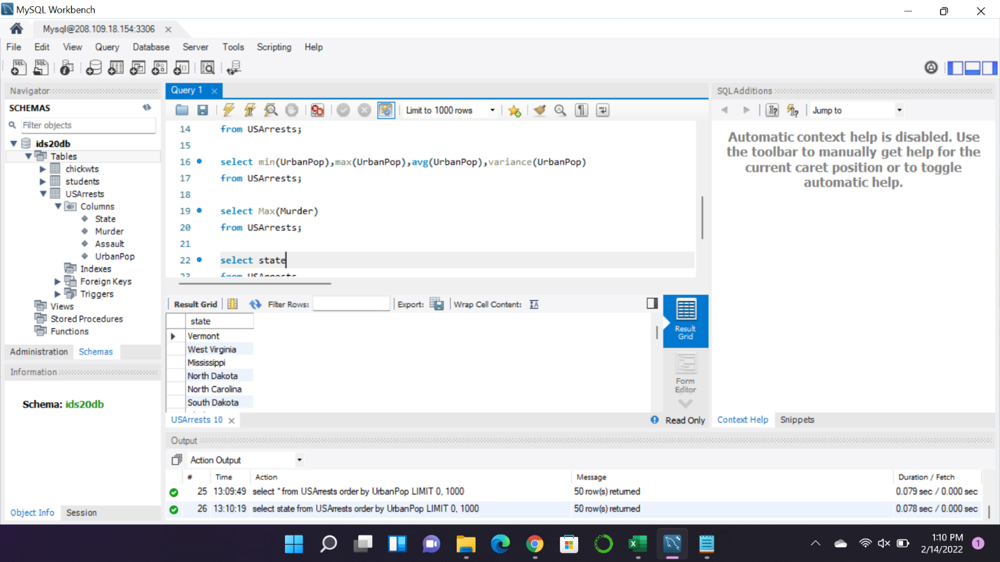 MySQL Workbench
Mysql@208.109.18.154:3306
File Edit View Query Database Server Tools Scripting Help
Navigator
SCHEMAS
Filter objects
ids20db
Tables
chickwts
students
USArrests
Columns
State
Murder
Assault
UrbanPop
Indexes
Foreign Keys
Triggers
Views
Stored Procedures
Functions
Administration Schemas
Information
Schema: ids20db
Object Info Session
Query 1
Limit to 1000 rows
14 from USArrests;
15
16 select min(UrbanPop),max(UrbanPop),avg(UrbanPop),variance(UrbanPop)
17 from USArrests;
18
19 select Max(Murder)
20 from USArrests;
21
22 select state
23 from USArrests
Result Grid Filter Rows: Export: Wrap Cell Content:
state
Vermont
West Virginia
Mississippi
North Dakota
North Carolina
South Dakota
Result Grid
Form Editor
USArrests 10
Read Only
SQLAdditions
Jump to
Automatic context help is disabled. Use
the toolbar to manually get help for the
current caret position or to toggle
automatic help.
Context Help Snippets
Output
Action Output
# Time Action Message Duration / Fetch
25 13:09:49 select * from USArrests order by UrbanPop LIMIT 0, 1000 50 row(s) returned 0.079 sec / 0.000 sec
26 13:10:19 select state from USArrests order by UrbanPop LIMIT 0, 1000 50 row(s) returned 0.078 sec / 0.000 sec
1:10 PM
2/14/2022
1